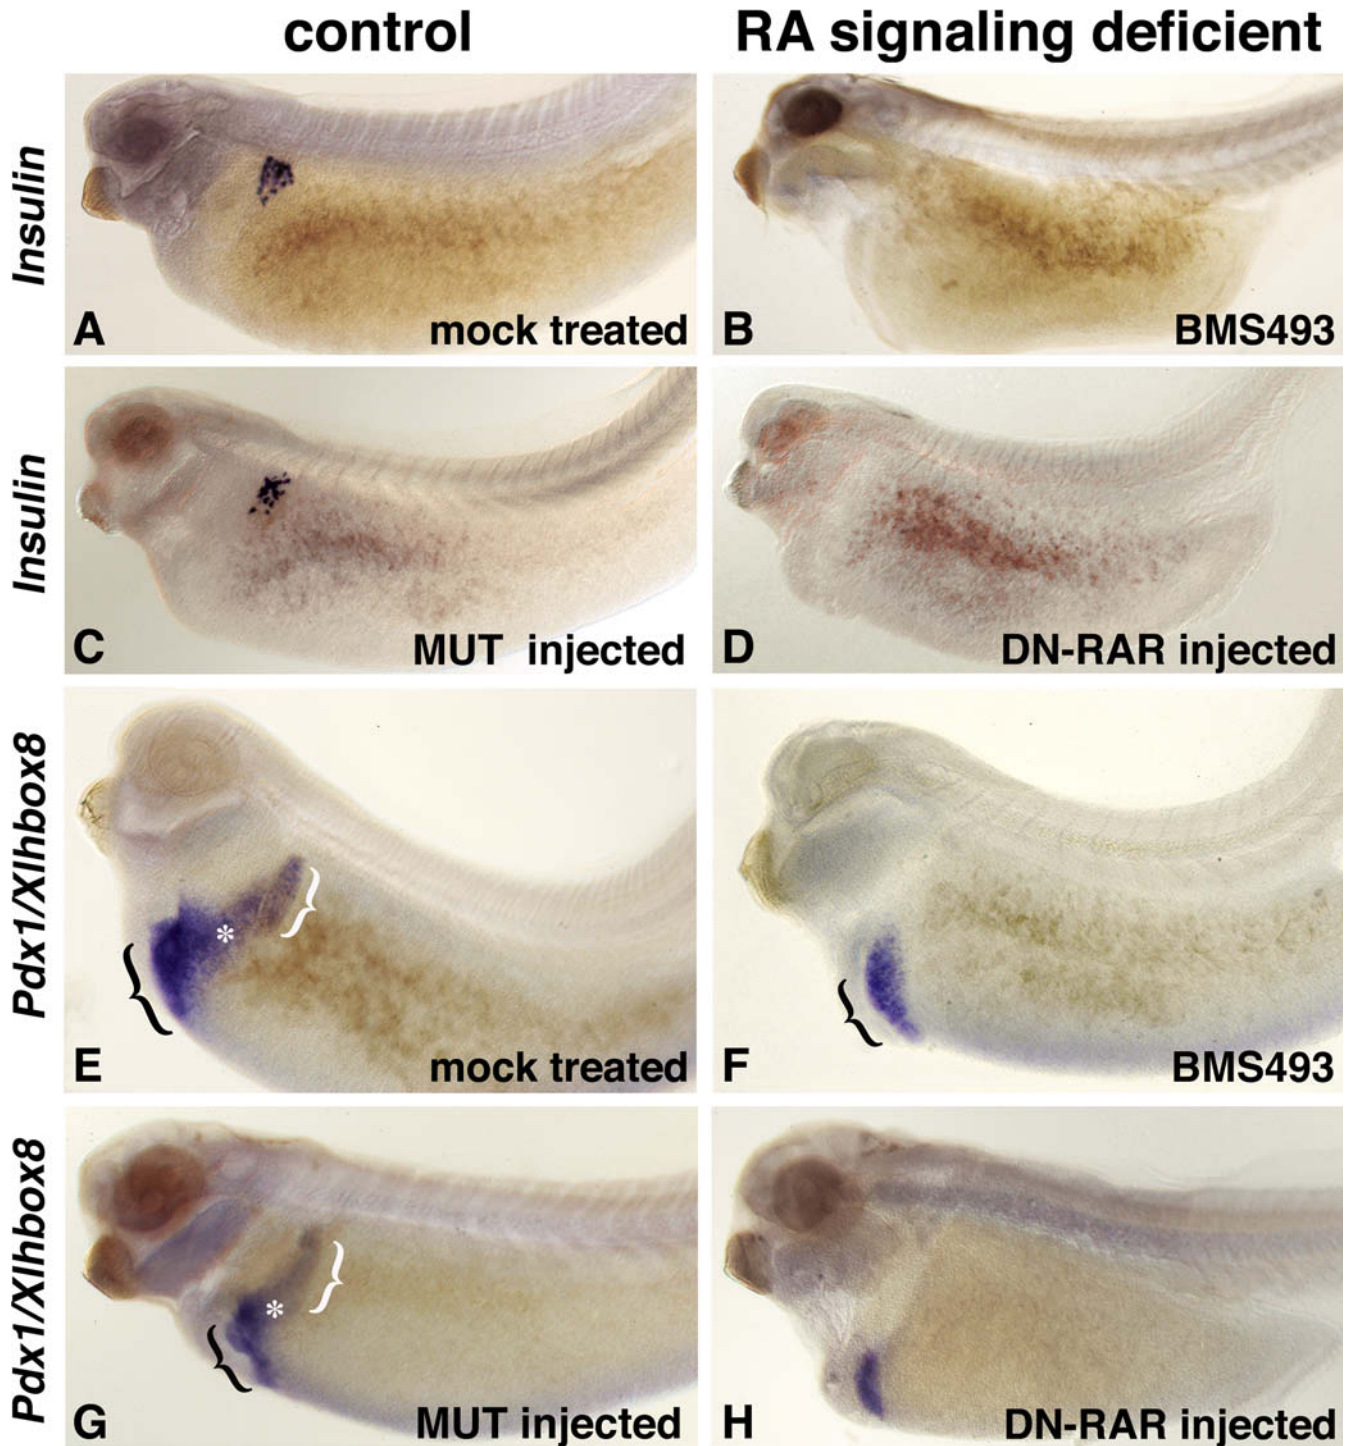 control
RA signaling deficient
Insulin
A
mock treated
B
BMS493
Insulin
C
MUT injected
D
DN-RAR injected
Pdx1/Xlhbox8
*
E
mock treated
F
BMS493
Pdx1/Xlhbox8
*
G
MUT injected
H
DN-RAR injected